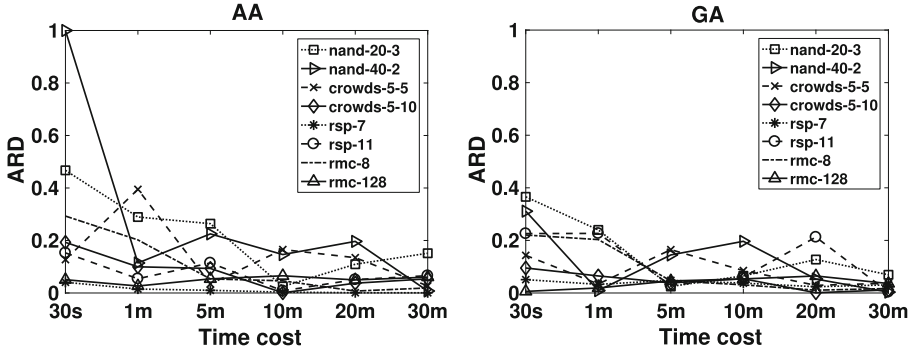 AA
ARD
1
0.8
0.6
0.4
0.2
0
nand-20-3
nand-40-2
crowds-5-5
crowds-5-10
rsp-7
rsp-11
rmc-8
rmc-128
30s 1m 5m 10m 20m 30m
Time cost
GA
ARD
1
0.8
0.6
0.4
0.2
0
nand-20-3
nand-40-2
crowds-5-5
crowds-5-10
rsp-7
rsp-11
rmc-8
rmc-128
30s 1m 5m 10m 20m 30m
Time cost